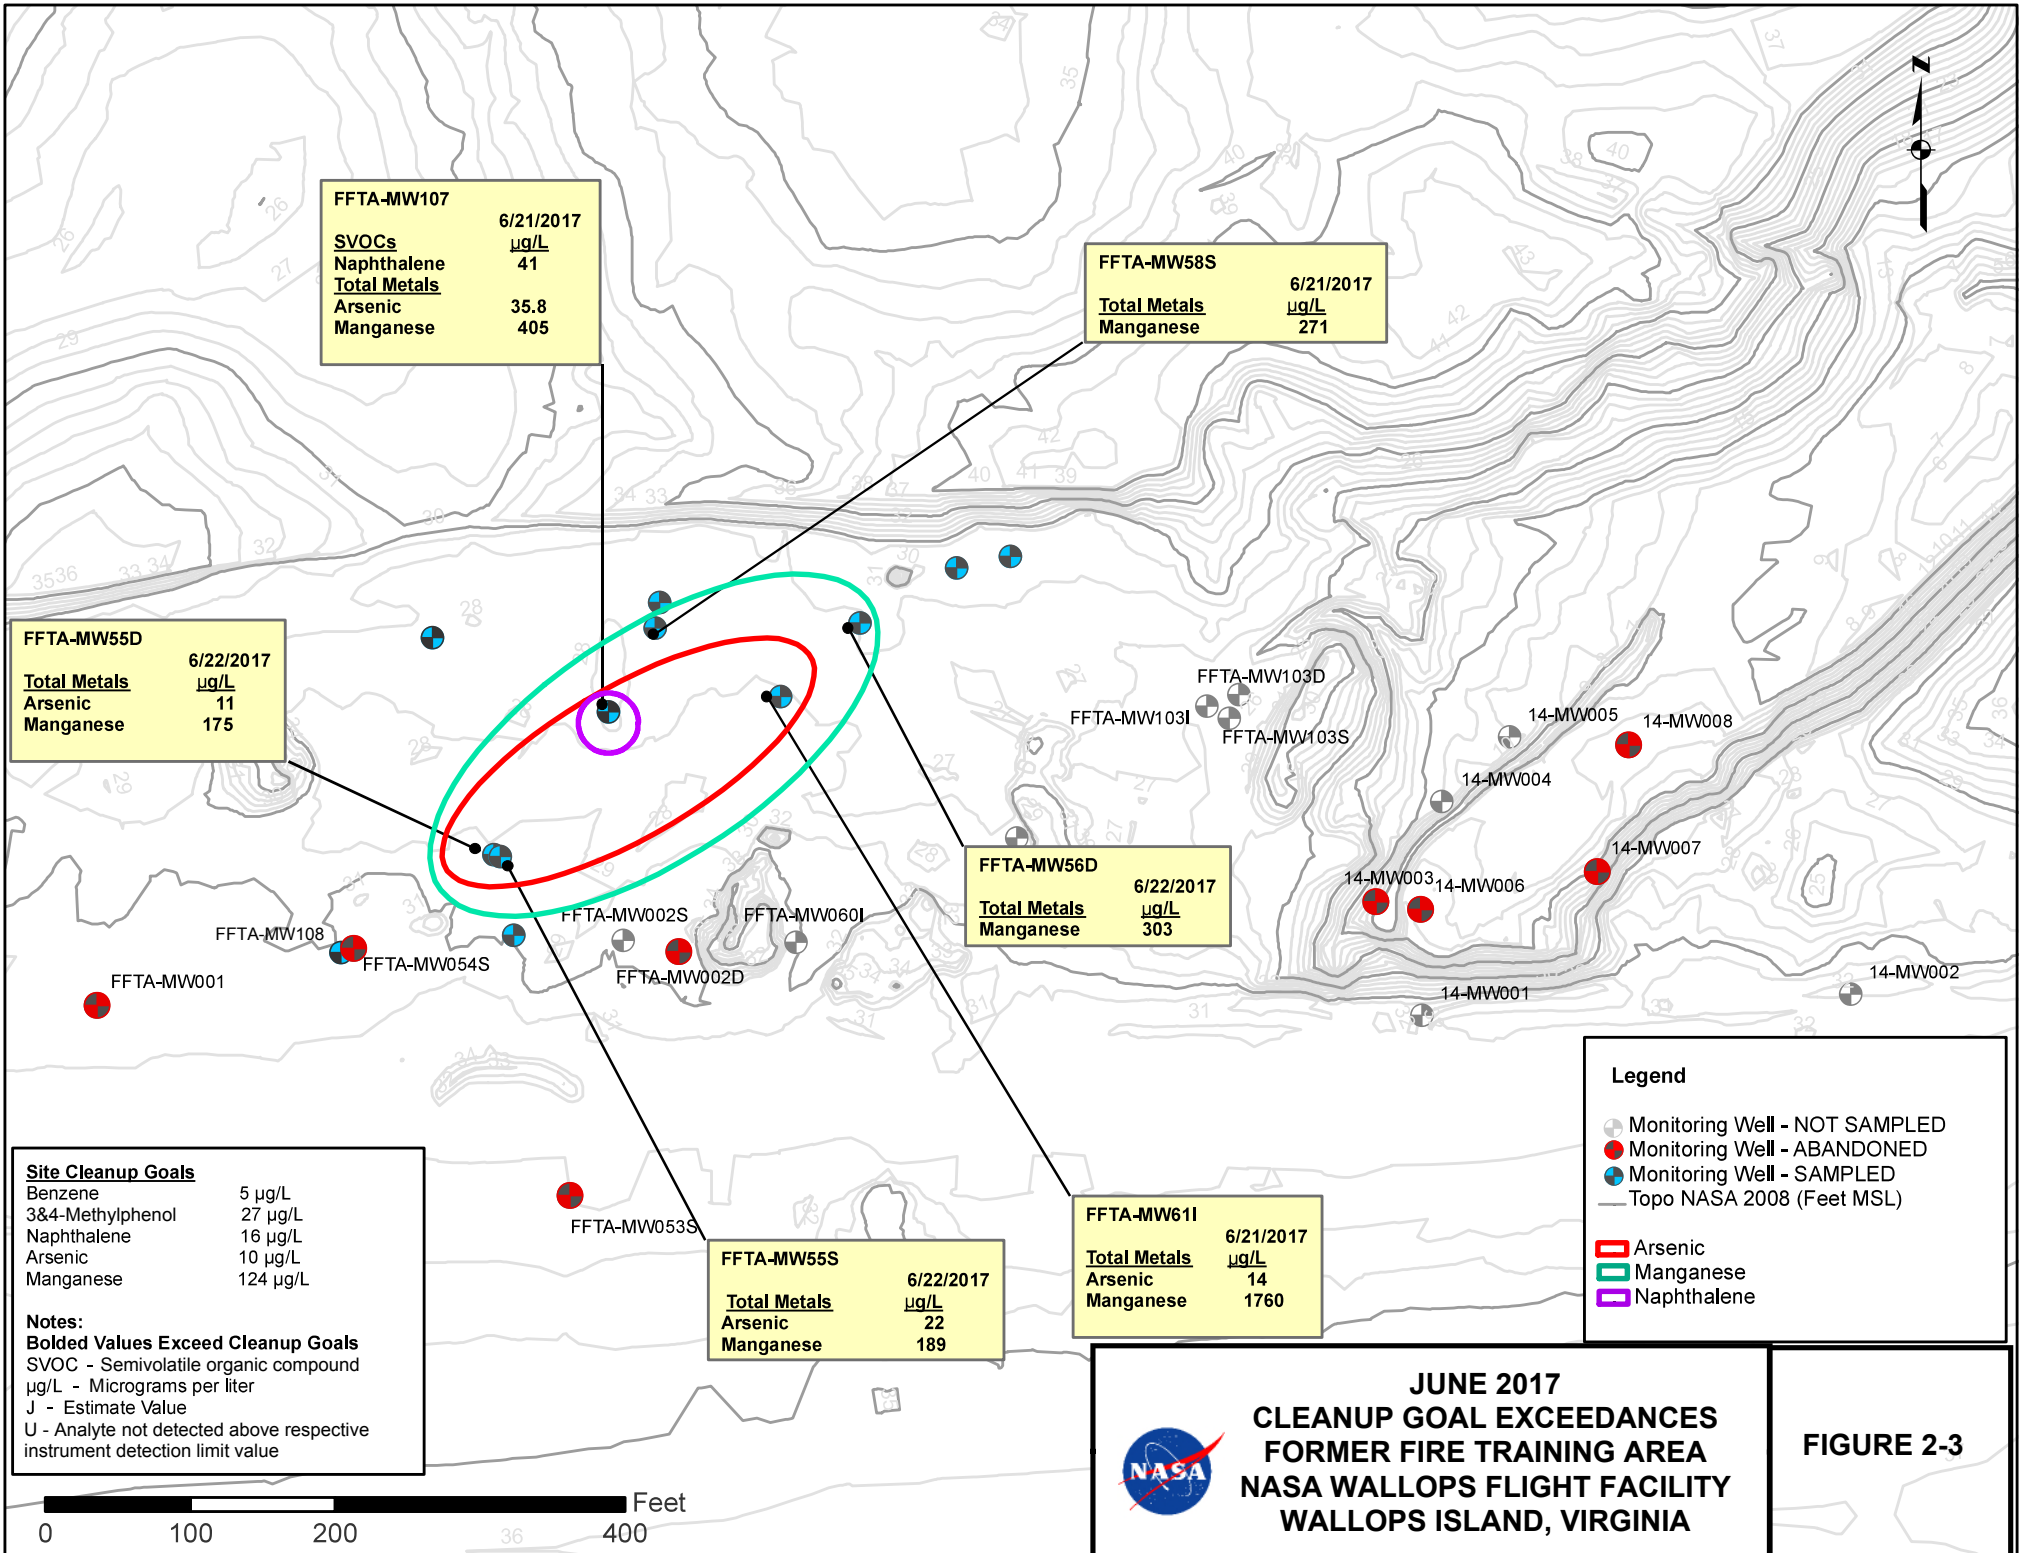 FFTA-MW107
6/21/2017
SVOCs µg/L
Naphthalene 41
Total Metals
Arsenic 35.8
Manganese 405
FFTA-MW58S
6/21/2017
Total Metals µg/L
Manganese 271
N
FFTA-MW55D
6/22/2017
Total Metals µg/L
Arsenic 11
Manganese 175
FFTA-MW103D
FFTA-MW103I
FFTA-MW103S
14-MW005
14-MW008
14-MW004
14-MW007
14-MW003
14-MW006
FFTA-MW56D
6/22/2017
Total Metals µg/L
Manganese 303
FFTA-MW002S
FFTA-MW060I
FFTA-MW108
FFTA-MW054S
FFTA-MW002D
FFTA-MW001
14-MW002
14-MW001
FFTA-MW053S
FFTA-MW55S
6/22/2017
Total Metals µg/L
Arsenic 22
Manganese 189
FFTA-MW61I
6/21/2017
Total Metals µg/L
Arsenic 14
Manganese 1760
Legend
Monitoring Well - NOT SAMPLED
Monitoring Well - ABANDONED
Monitoring Well - SAMPLED
Topo NASA 2008 (Feet MSL)
Arsenic
Manganese
Naphthalene
Site Cleanup Goals
Benzene 5 µg/L
3&4-Methylphenol 27 µg/L
Naphthalene 16 µg/L
Arsenic 10 µg/L
Manganese 124 µg/L
Notes:
Bolded Values Exceed Cleanup Goals
SVOC - Semivolatile organic compound
µg/L - Micrograms per liter
J - Estimate Value
U - Analyte not detected above respective
instrument detection limit value
Feet
0 100 200 400
NASA
JUNE 2017
CLEANUP GOAL EXCEEDANCES
FORMER FIRE TRAINING AREA
NASA WALLOPS FLIGHT FACILITY
WALLOPS ISLAND, VIRGINIA
FIGURE 2-3